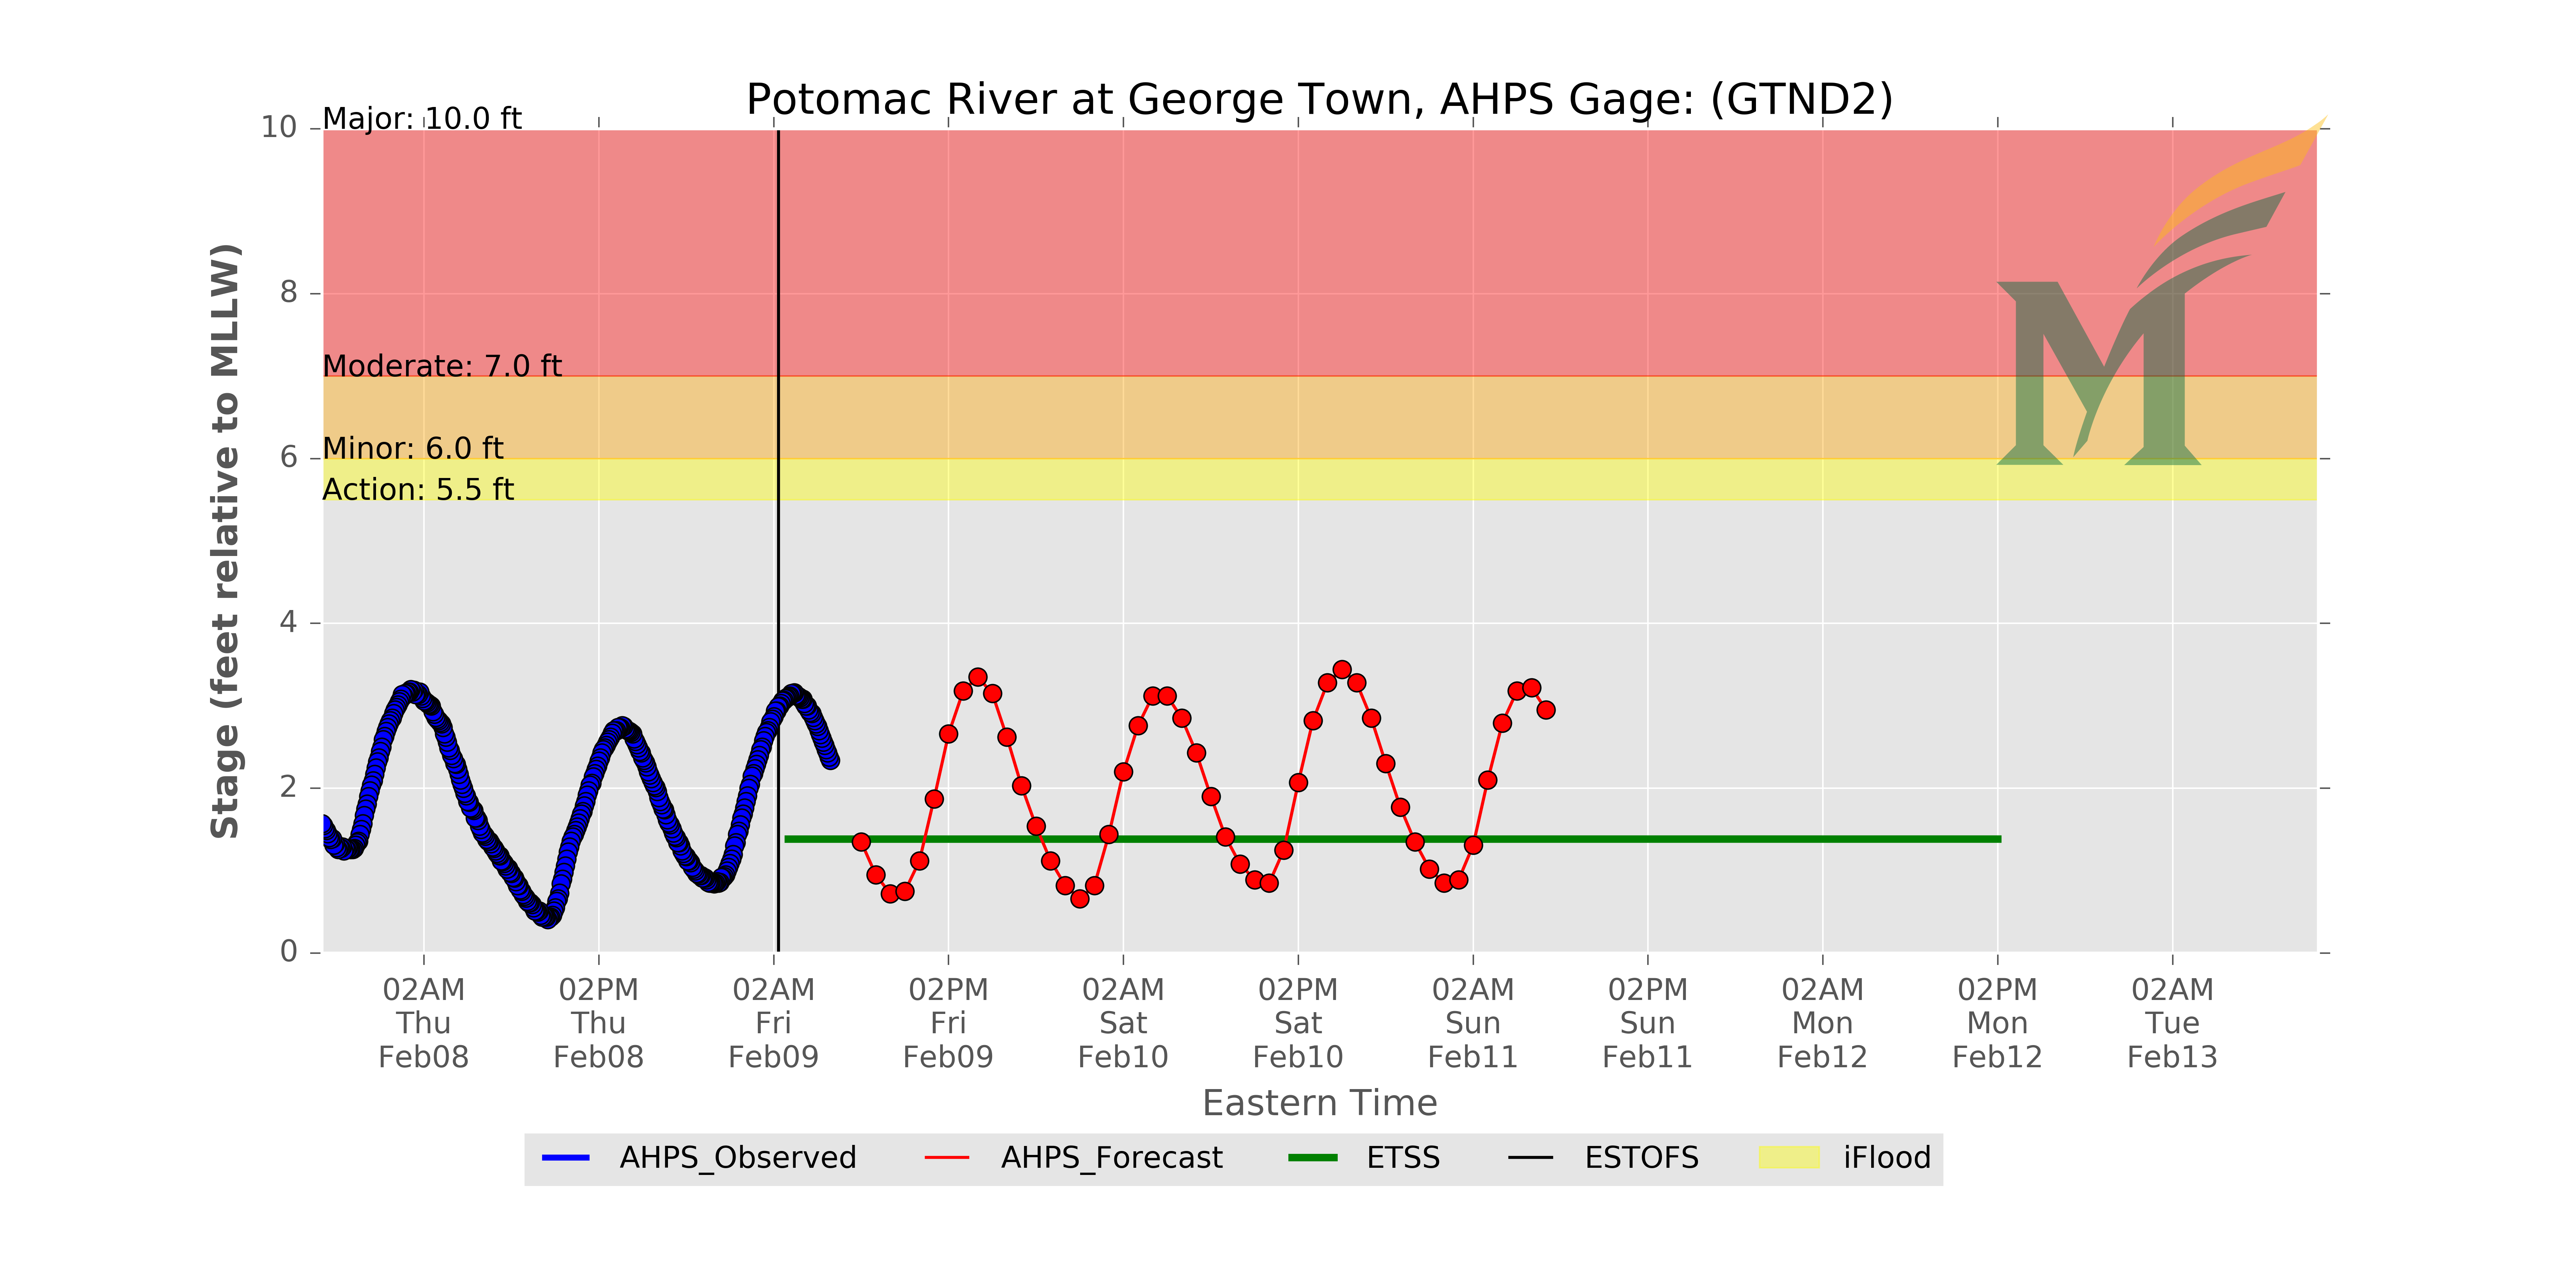 Potomac River at George Town, AHPS Gage: (GTND2)
Major: 10.0 ft
Moderate: 7.0 ft
Minor: 6.0 ft
Action: 5.5 ft
10
8
6
4
2
0
Stage (feet relative to MLLW)
02AM 02PM 02AM 02PM 02AM 02PM 02AM 02PM 02AM 02PM 02AM
Thu Thu Fri Fri Sat Sat Sun Sun Mon Mon Tue
Feb08 Feb08 Feb09 Feb09 Feb10 Feb10 Feb11 Feb11 Feb12 Feb12 Feb13
Eastern Time
AHPS_Observed AHPS_Forecast ETSS ESTOFS iFlood
M